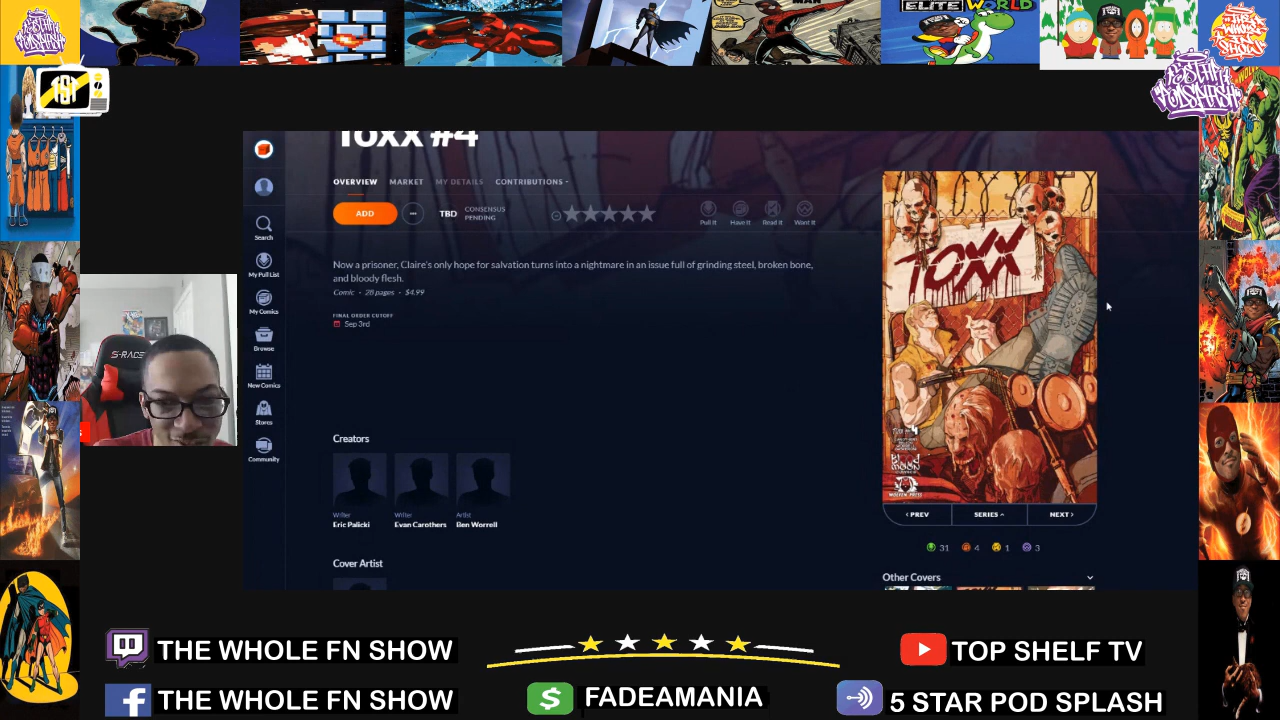 ELITE WORLD
TST
Toxx #4
OVERVIEW MARKET MY DETAILS CONTRIBUTIONS
ADD
TBD
CONSENSUS
PENDING
Pull It Have It Read It Want It
Now a prisoner, Claire's only hope for salvation turns into a nightmare in an issue full of grinding steel, broken bone,
and bloody flesh.
Comic · 28 pages · $4.99
FINAL ORDER CUTOFF
Sep 3rd
Search
My Pull List
My Comics
Browse
New Comics
Stores
Community
S-RACER
Creators
Writer Writer Artist
Eric Palicki Evan Carothers Ben Worrell
Cover Artist
TOXX
‹ PREV SERIES NEXT ›
31 4 1 3
Other Covers
THE WHOLE FN SHOW
TOP SHELF TV
THE WHOLE FN SHOW
FADEAMANIA
5 STAR POD SPLASH